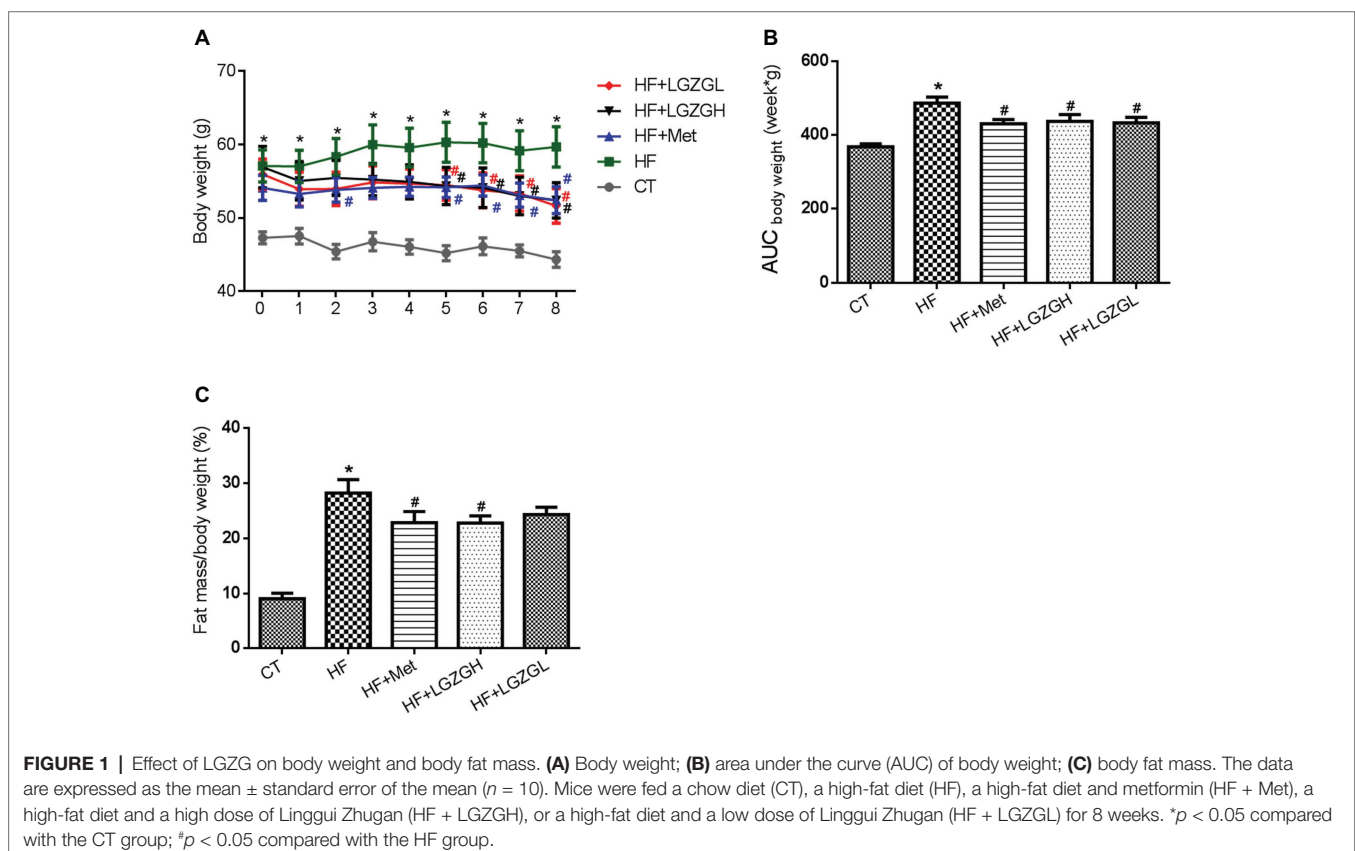 A
70
60
50
40
Body weight (g)
0 1 2 3 4 5 6 7 8
* * * * * * * * *
# # # # #
# # # #
# # # #
HF+LGZGL
HF+LGZGH
HF+Met
HF
CT
B
600
400
200
0
AUC body weight (week*g)
* # # #
CT HF HF+Met HF+LGZGH HF+LGZGL
C
40
30
20
10
0
Fat mass/body weight (%)
* # #
CT HF HF+Met HF+LGZGH HF+LGZGL
FIGURE 1 | Effect of LGZG on body weight and body fat mass. (A) Body weight; (B) area under the curve (AUC) of body weight; (C) body fat mass. The data
are expressed as the mean ± standard error of the mean (n = 10). Mice were fed a chow diet (CT), a high-fat diet (HF), a high-fat diet and metformin (HF + Met), a
high-fat diet and a high dose of Linggui Zhugan (HF + LGZGH), or a high-fat diet and a low dose of Linggui Zhugan (HF + LGZGL) for 8 weeks. *p < 0.05 compared
with the CT group; #p < 0.05 compared with the HF group.